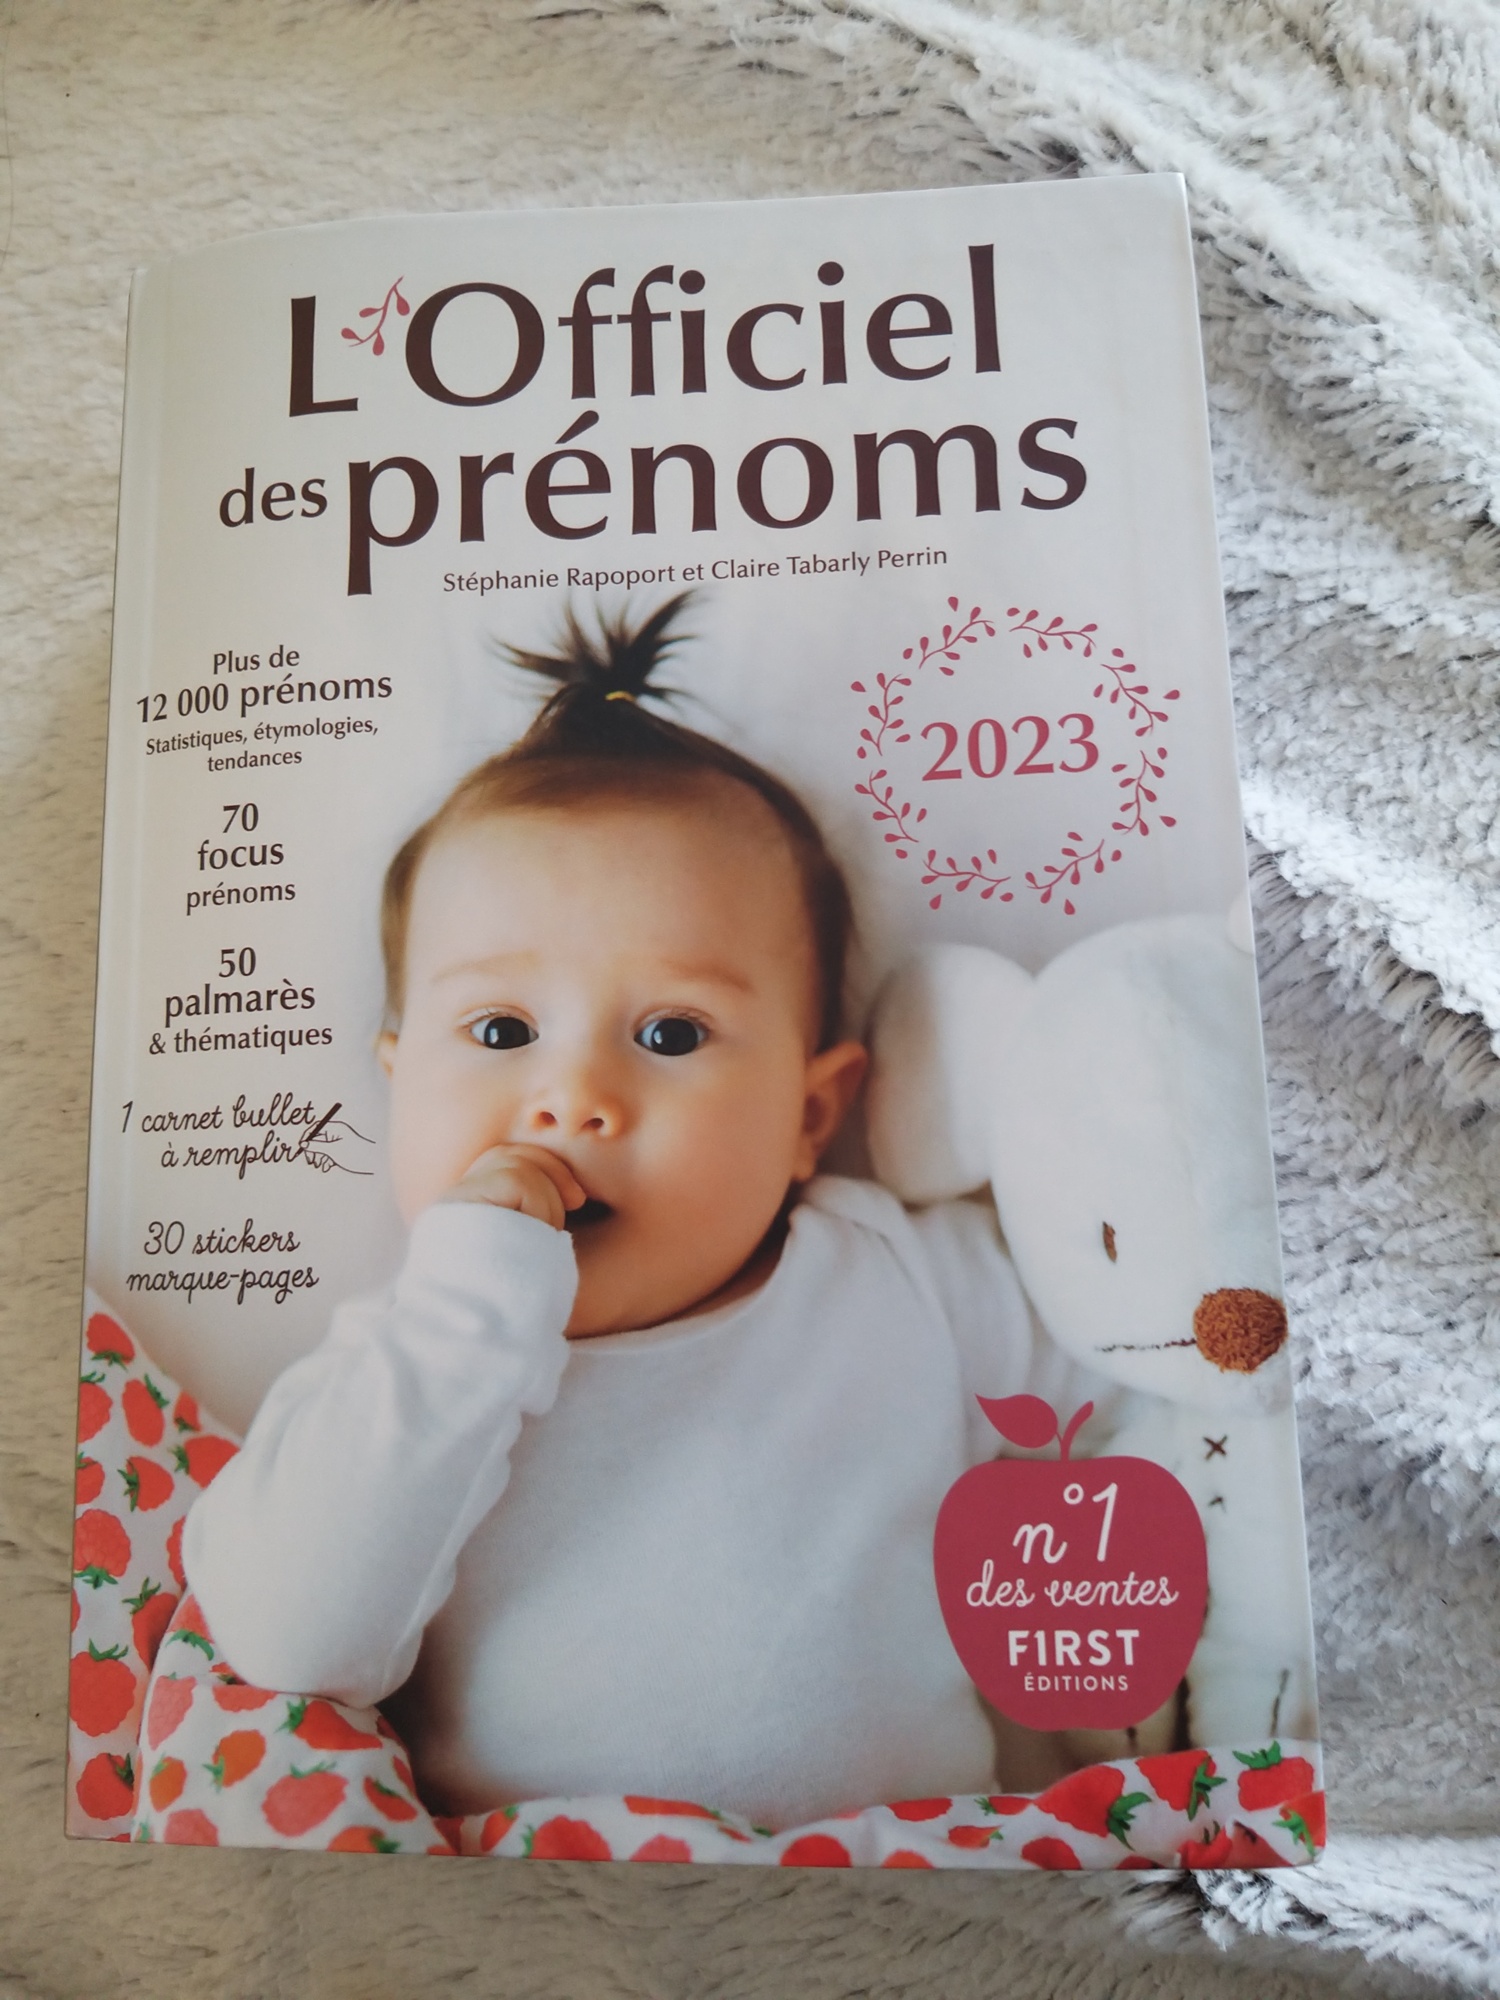 L'Officiel
des prénoms
Stéphanie Rapoport et Claire Tabarly Perrin
Plus de
12 000 prénoms
Statistiques, étymologies,
tendances
2023
70
focus
prénoms
50
palmarès
& thématiques
1 carnet bullet
à remplir
30 stickers
marque-pages
n°1
des ventes
FIRST
ÉDITIONS